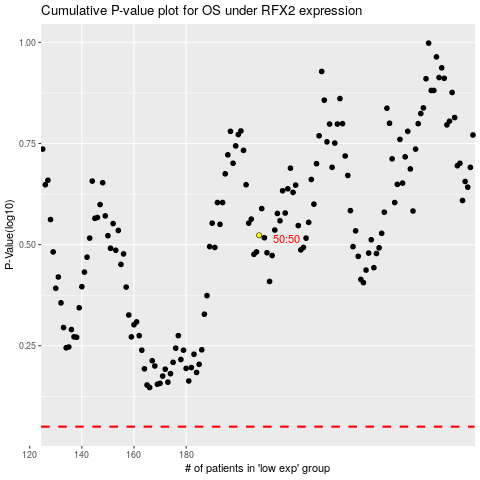 Cumulative P-value plot for OS under RFX2 expression
P-Value(log10)
1.00
0.75
0.50
0.25
50:50
120 140 160 180
# of patients in 'low exp' group